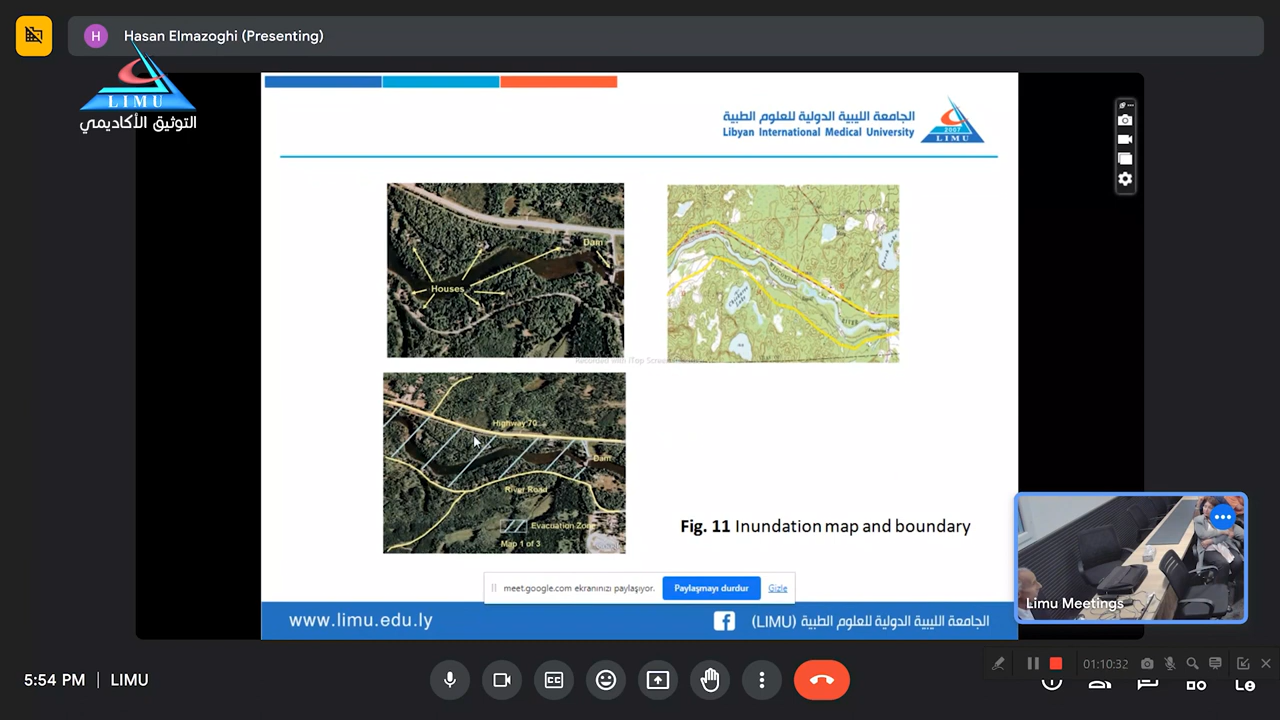 H Hasan Elmazoghi (Presenting)
LIMU
التوثيق الأكاديمي
الجامعة الليبية الدولية للعلوم الطبية
Libyan International Medical University
2007
LIMU
Dam
Houses
WISCONSIN
RIVER
Highway 70
Dam
River Road
Evacuation Zone
Map 1 of 3
Fig. 11 Inundation map and boundary
meet.google.com ekranınızı paylaşıyor.
Paylaşmayı durdur
Gizle
www.limu.edu.ly
الجامعة الليبية الدولية للعلوم الطبية (LIMU)
Limu Meetings
5:54 PM | LIMU
01:10:32